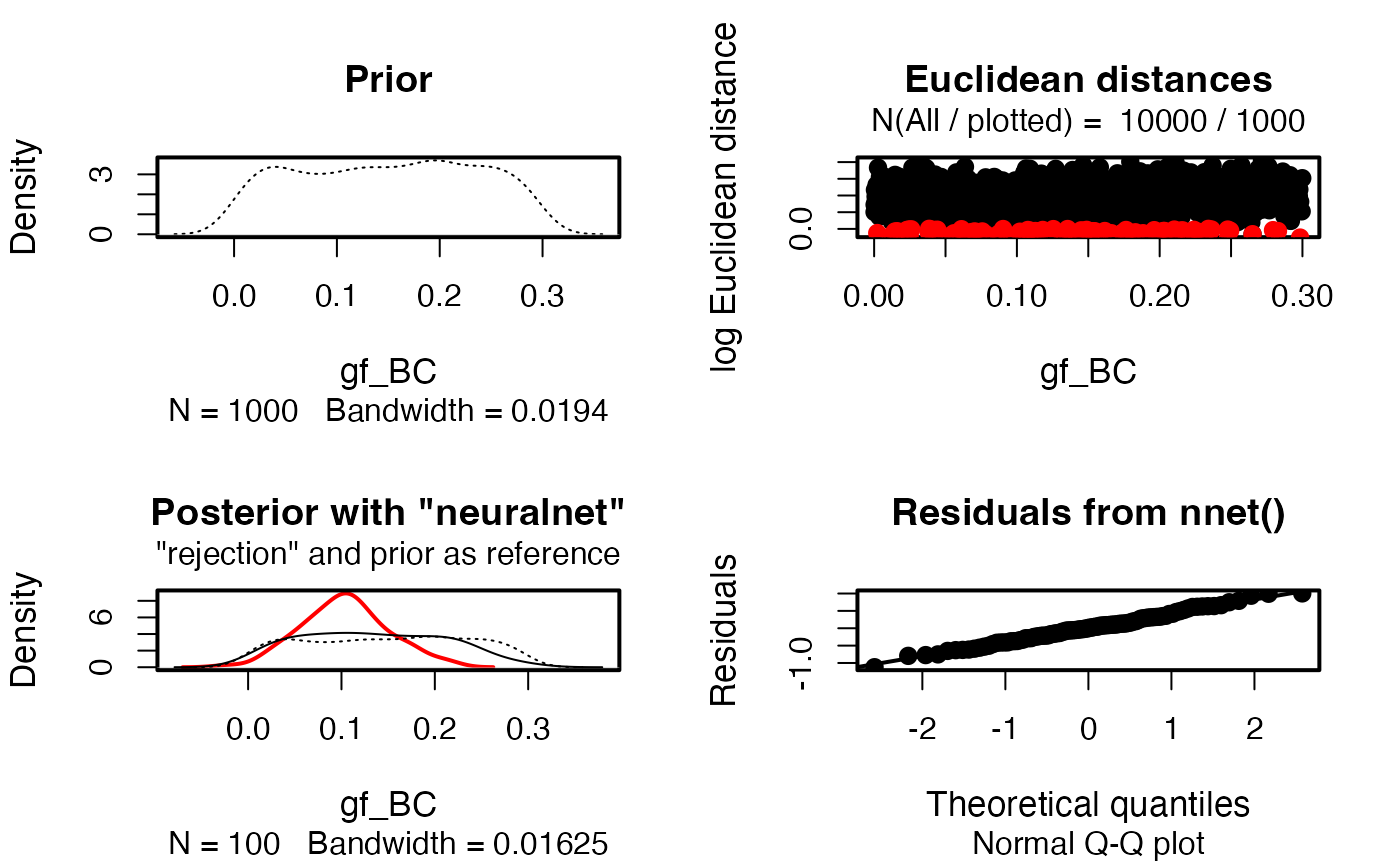 Prior
Density
3
0
0.0 0.1 0.2 0.3
gf_BC
N = 1000 Bandwidth = 0.0194
Euclidean distances
N(All / plotted) = 10000 / 1000
log Euclidean distance
0.0
0.00 0.10 0.20 0.30
gf_BC
Posterior with "neuralnet"
"rejection" and prior as reference
Density
6
0
0.0 0.1 0.2 0.3
gf_BC
N = 100 Bandwidth = 0.01625
Residuals from nnet()
Residuals
-1.0
-2 -1 0 1 2
Theoretical quantiles
Normal Q-Q plot